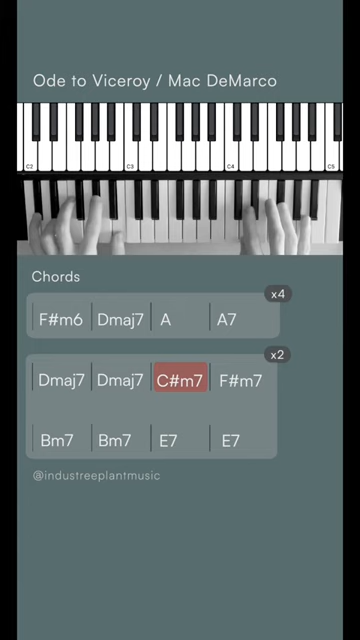 Ode to Viceroy / Mac DeMarco
C2 C3 C4 C5
Chords
x4
F#m6 Dmaj7 A A7
x2
Dmaj7 Dmaj7 C#m7 F#m7
Bm7 Bm7 E7 E7
@industreeplantmusic